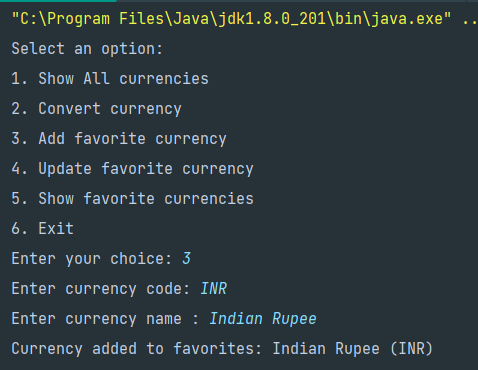 "C:\Program Files\Java\jdk1.8.0_201\bin\java.exe" ..
Select an option:
1. Show All currencies
2. Convert currency
3. Add favorite currency
4. Update favorite currency
5. Show favorite currencies
6. Exit
Enter your choice: 3
Enter currency code: INR
Enter currency name : Indian Rupee
Currency added to favorites: Indian Rupee (INR)